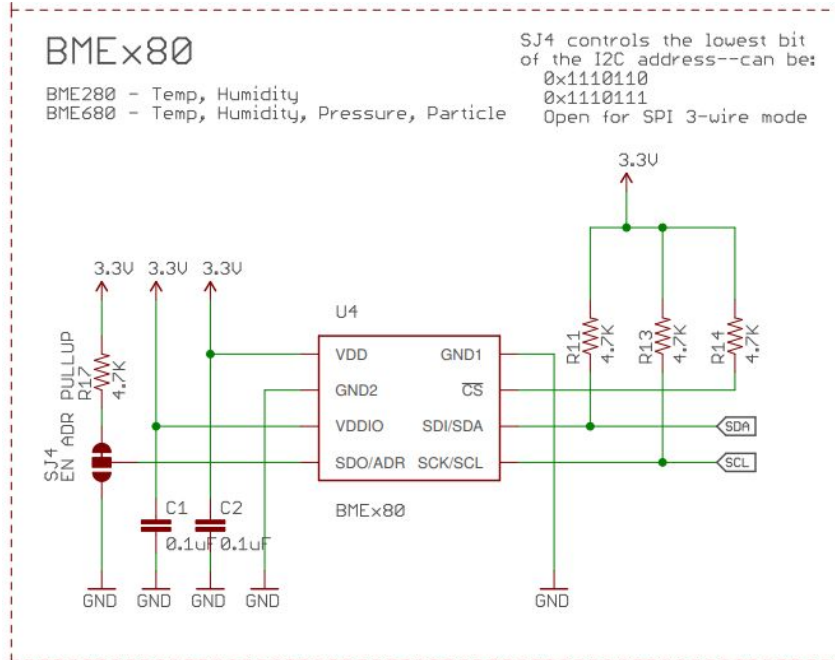 BMEx80
BME280 - Temp, Humidity
BME680 - Temp, Humidity, Pressure, Particle
SJ4 controls the lowest bit
of the I2C address--can be:
0x1110110
0x1110111
Open for SPI 3-wire mode
3.3V
3.3V 3.3V 3.3V
U4
VDD
GND2
VDDIO
SDO/ADR
GND1
CS
SDI/SDA
SCK/SCL
BMEx80
R17
4.7K
SJ4
EN ADR PULLUP
R11
4.7K
R13
4.7K
R14
4.7K
SDA
SCL
C1
0.1uF
C2
0.1uF
GND GND GND GND
GND